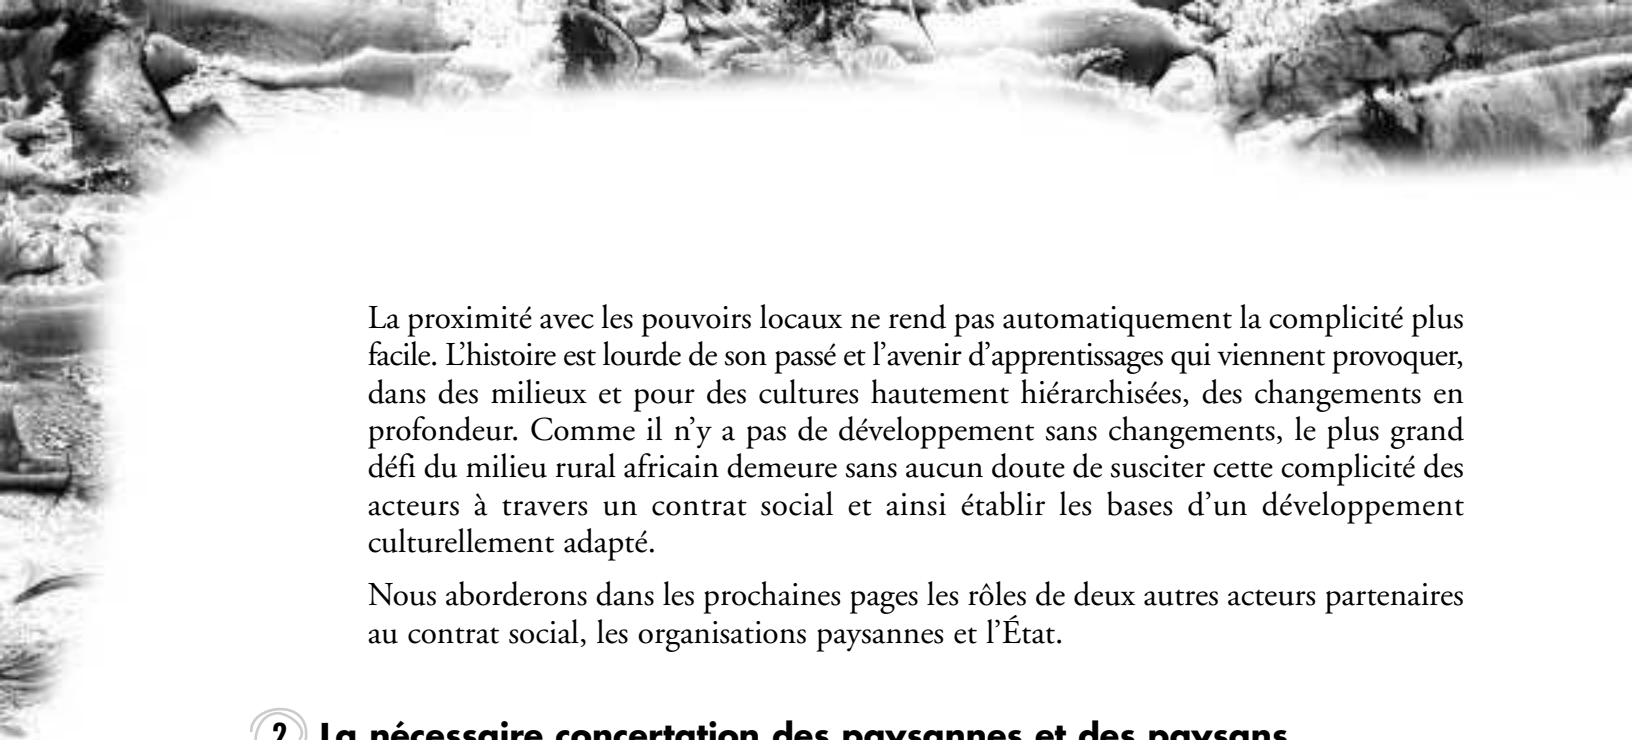 La proximité avec les pouvoirs locaux ne rend pas automatiquement la complicité plus
facile. L’histoire est lourde de son passé et l’avenir d’apprentissages qui viennent provoquer,
dans des milieux et pour des cultures hautement hiérarchisées, des changements en
profondeur. Comme il n’y a pas de développement sans changements, le plus grand
défi du milieu rural africain demeure sans aucun doute de susciter cette complicité des
acteurs à travers un contrat social et ainsi établir les bases d’un développement
culturellement adapté.
Nous aborderons dans les prochaines pages les rôles de deux autres acteurs partenaires
au contrat social, les organisations paysannes et l’État.
2 La nécessaire concertation des paysannes et des paysans